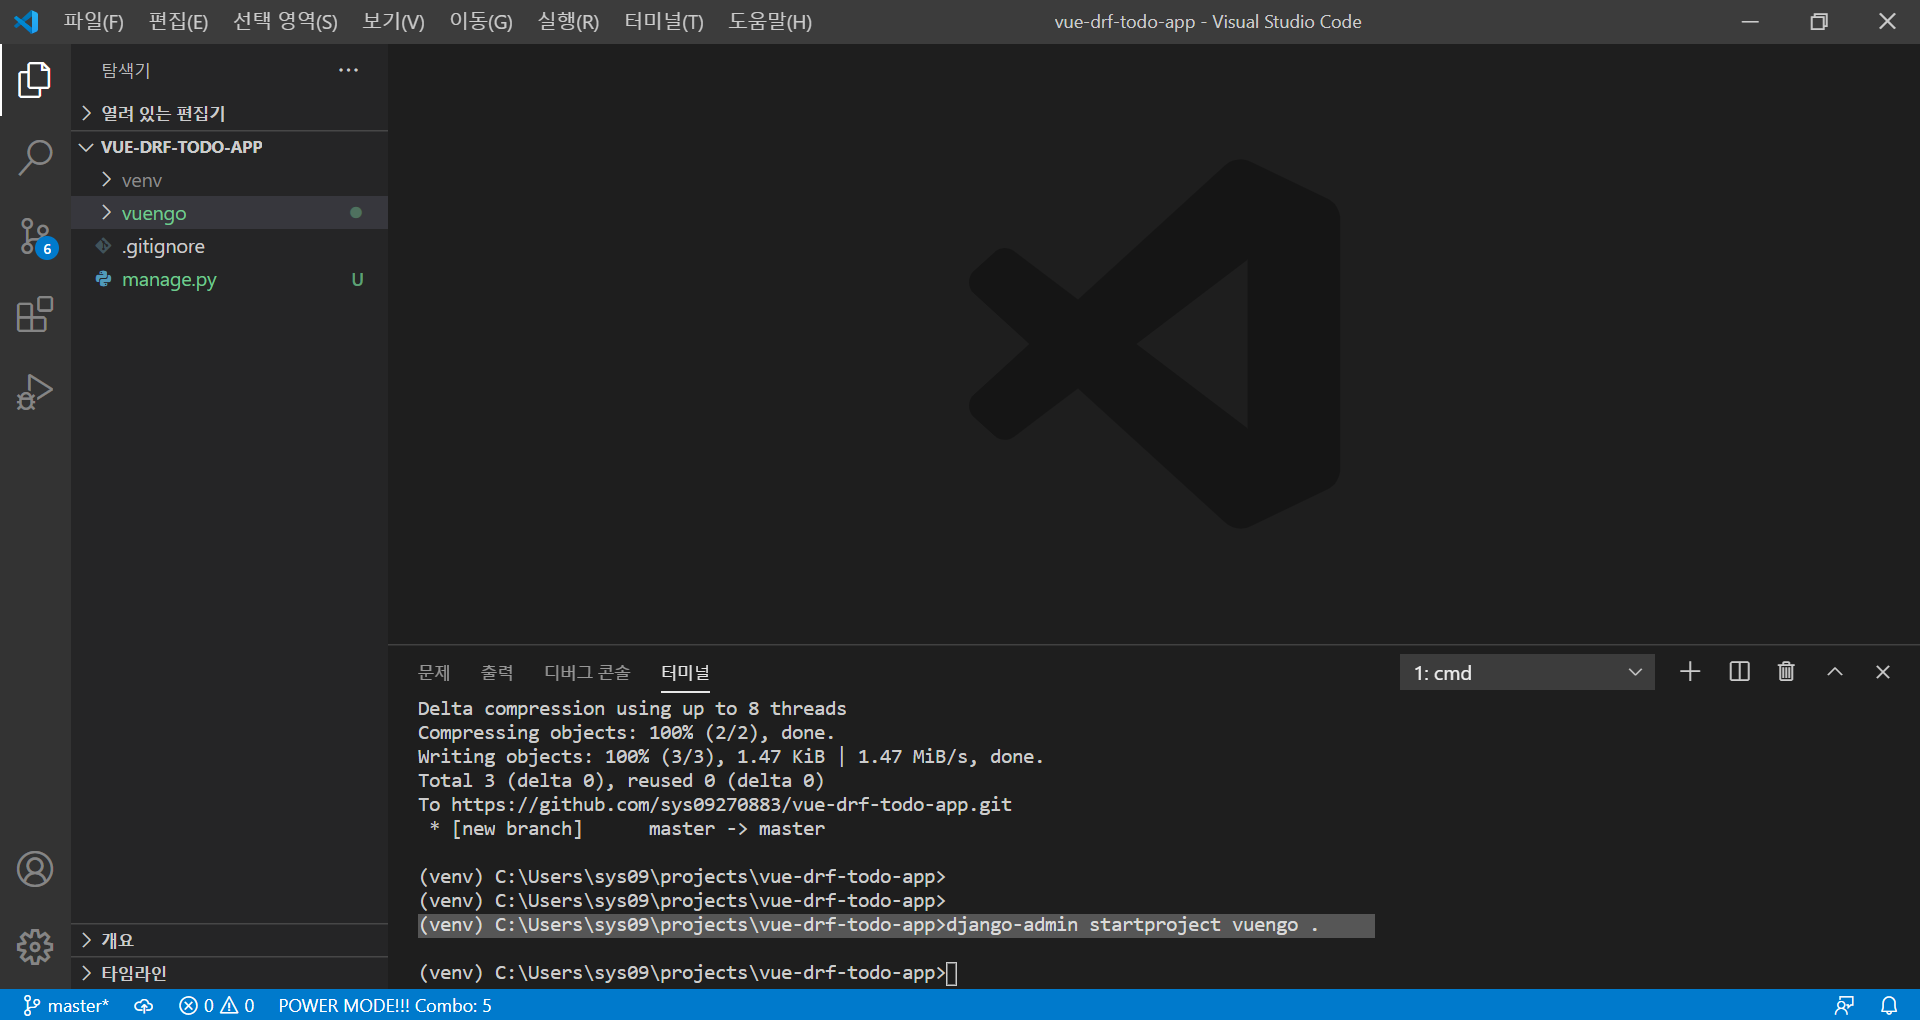 파일(F) 편집(E) 선택 영역(S) 보기(V) 이동(G) 실행(R) 터미널(T) 도움말(H) vue-drf-todo-app - Visual Studio Code
탐색기
열려 있는 편집기
VUE-DRF-TODO-APP
venv
vuengo
.gitignore
manage.py U
6
개요
타임라인
문제 출력 디버그 콘솔 터미널 1: cmd
Delta compression using up to 8 threads
Compressing objects: 100% (2/2), done.
Writing objects: 100% (3/3), 1.47 KiB | 1.47 MiB/s, done.
Total 3 (delta 0), reused 0 (delta 0)
To https://github.com/sys09270883/vue-drf-todo-app.git
 * [new branch]      master -> master
(venv) C:\Users\sys09\projects\vue-drf-todo-app>
(venv) C:\Users\sys09\projects\vue-drf-todo-app>
(venv) C:\Users\sys09\projects\vue-drf-todo-app>django-admin startproject vuengo .
(venv) C:\Users\sys09\projects\vue-drf-todo-app>
master* 0 0 POWER MODE!!! Combo: 5